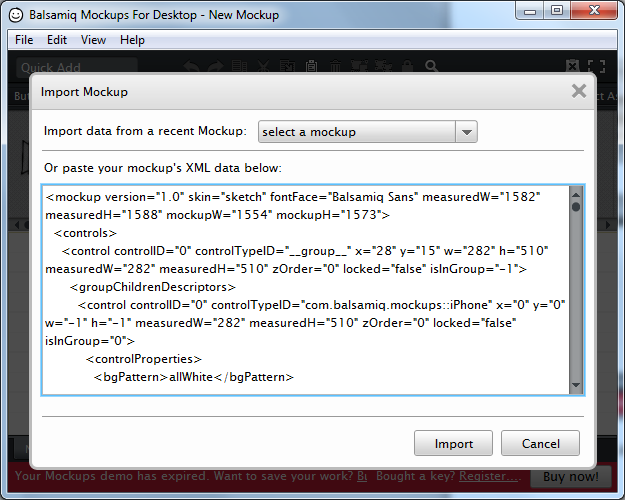 Balsamiq Mockups For Desktop - New Mockup
File Edit View Help
Quick Add
Import Mockup
Import data from a recent Mockup: select a mockup
Or paste your mockup's XML data below:
<mockup version="1.0" skin="sketch" fontFace="Balsamiq Sans" measuredW="1582"
measuredH="1588" mockupW="1554" mockupH="1573">
<controls>
<control controlID="0" controlTypeID="__group__" x="28" y="15" w="282" h="510"
measuredW="282" measuredH="510" zOrder="0" locked="false" isInGroup="-1">
<groupChildrenDescriptors>
<control controlID="0" controlTypeID="com.balsamiq.mockups::iPhone" x="0" y="0"
w="-1" h="-1" measuredW="282" measuredH="510" zOrder="0" locked="false"
isInGroup="0">
<controlProperties>
<bgPattern>allWhite</bgPattern>
Import Cancel
Your Mockups demo has expired. Want to save your work? Bought a key? Register.... Buy now!